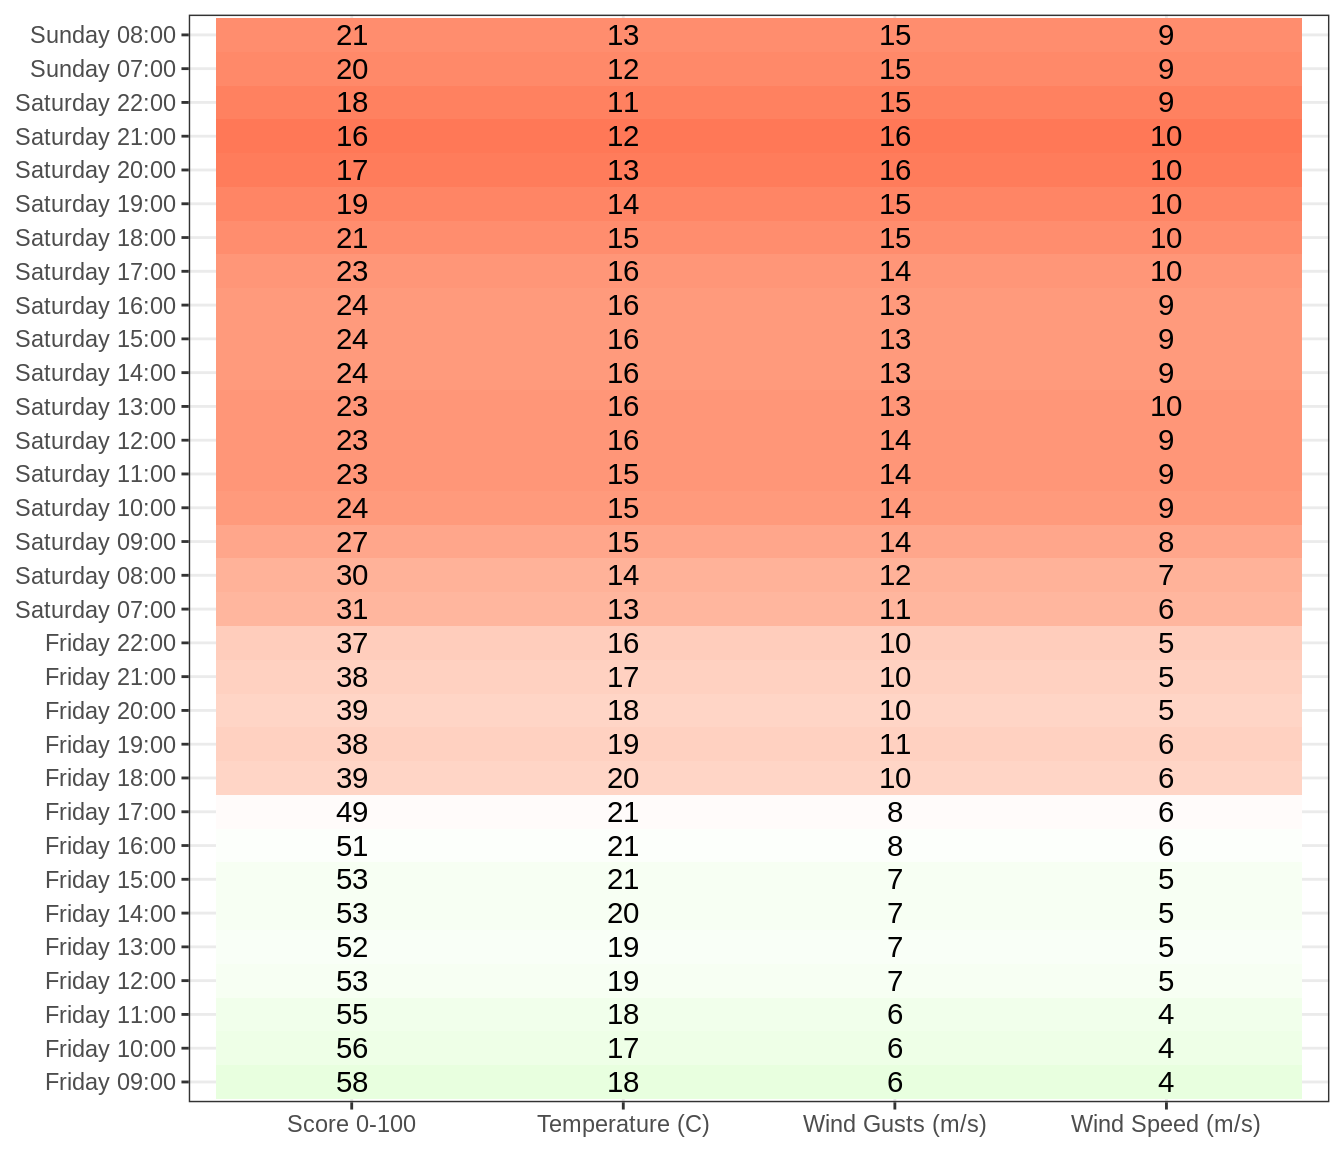 Sunday 08:00 21 13 15 9
Sunday 07:00 20 12 15 9
Saturday 22:00 18 11 15 9
Saturday 21:00 16 12 16 10
Saturday 20:00 17 13 16 10
Saturday 19:00 19 14 15 10
Saturday 18:00 21 15 15 10
Saturday 17:00 23 16 14 10
Saturday 16:00 24 16 13 9
Saturday 15:00 24 16 13 9
Saturday 14:00 24 16 13 9
Saturday 13:00 23 16 13 10
Saturday 12:00 23 16 14 9
Saturday 11:00 23 15 14 9
Saturday 10:00 24 15 14 9
Saturday 09:00 27 15 14 8
Saturday 08:00 30 14 12 7
Saturday 07:00 31 13 11 6
Friday 22:00 37 16 10 5
Friday 21:00 38 17 10 5
Friday 20:00 39 18 10 5
Friday 19:00 38 19 11 6
Friday 18:00 39 20 10 6
Friday 17:00 49 21 8 6
Friday 16:00 51 21 8 6
Friday 15:00 53 21 7 5
Friday 14:00 53 20 7 5
Friday 13:00 52 19 7 5
Friday 12:00 53 19 7 5
Friday 11:00 55 18 6 4
Friday 10:00 56 17 6 4
Friday 09:00 58 18 6 4
Score 0-100 Temperature (C) Wind Gusts (m/s) Wind Speed (m/s)